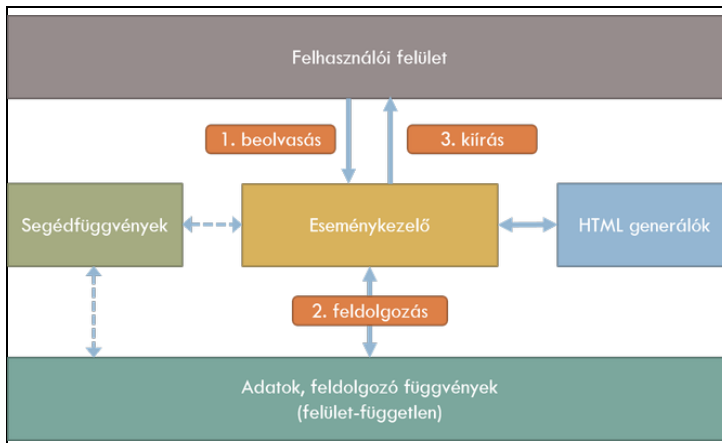 Felhasználói felület
1. beolvasás
3. kiírás
Segédfüggvények
Eseménykezelő
HTML generálók
2. feldolgozás
Adatok, feldolgozó függvények
(felület-független)